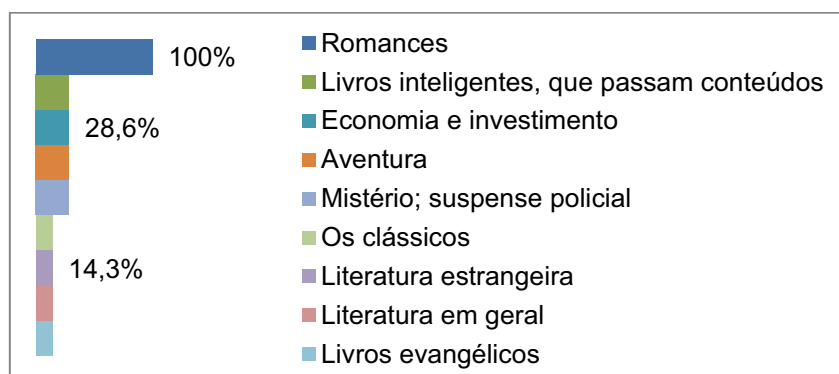 100%
28,6%
14,3%
Romances
Livros inteligentes, que passam conteúdos
Economia e investimento
Aventura
Mistério; suspense policial
Os clássicos
Literatura estrangeira
Literatura em geral
Livros evangélicos